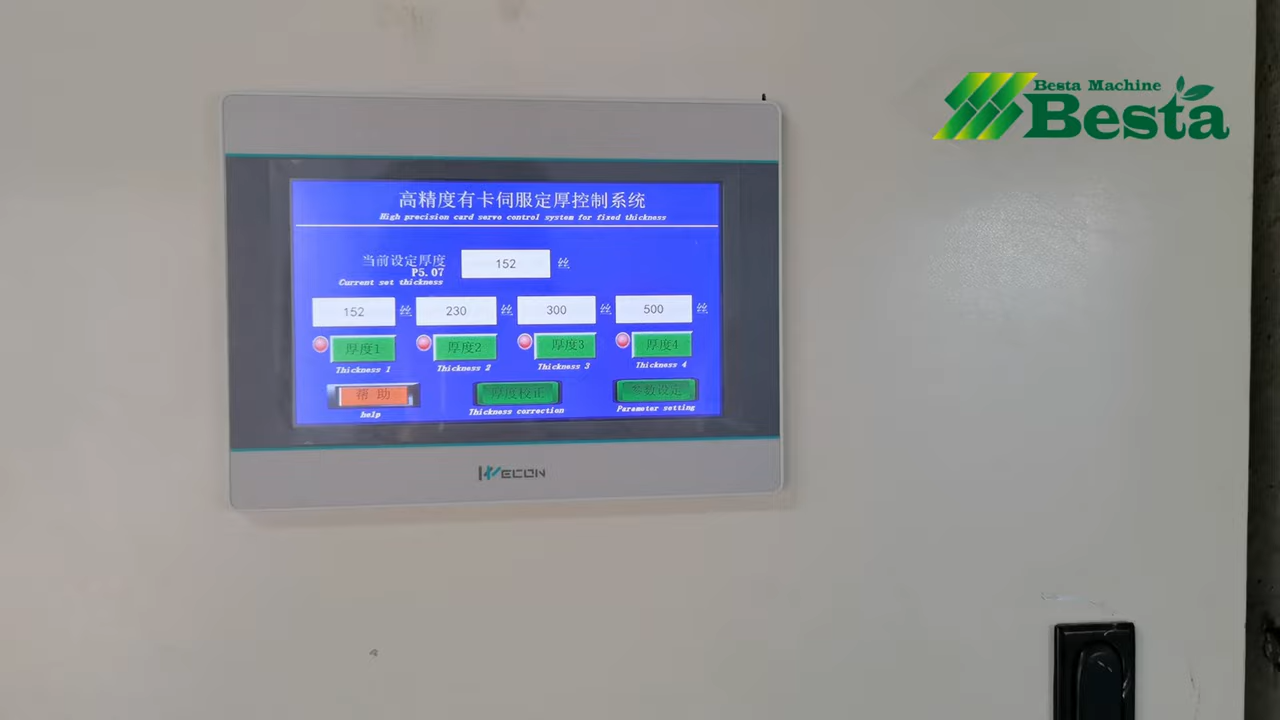 Besta Machine
Besta
高精度有卡伺服定厚控制系统
High precision card servo control system for fixed thickness
当前设定厚度
P5.07
Current set thickness
152 丝
152 丝 230 丝 300 丝 500 丝
厚度1 厚度2 厚度3 厚度4
Thickness 1 Thickness 2 Thickness 3 Thickness 4
帮 助 厚度校正 参数设定
help Thickness correction Parameter setting
WECON